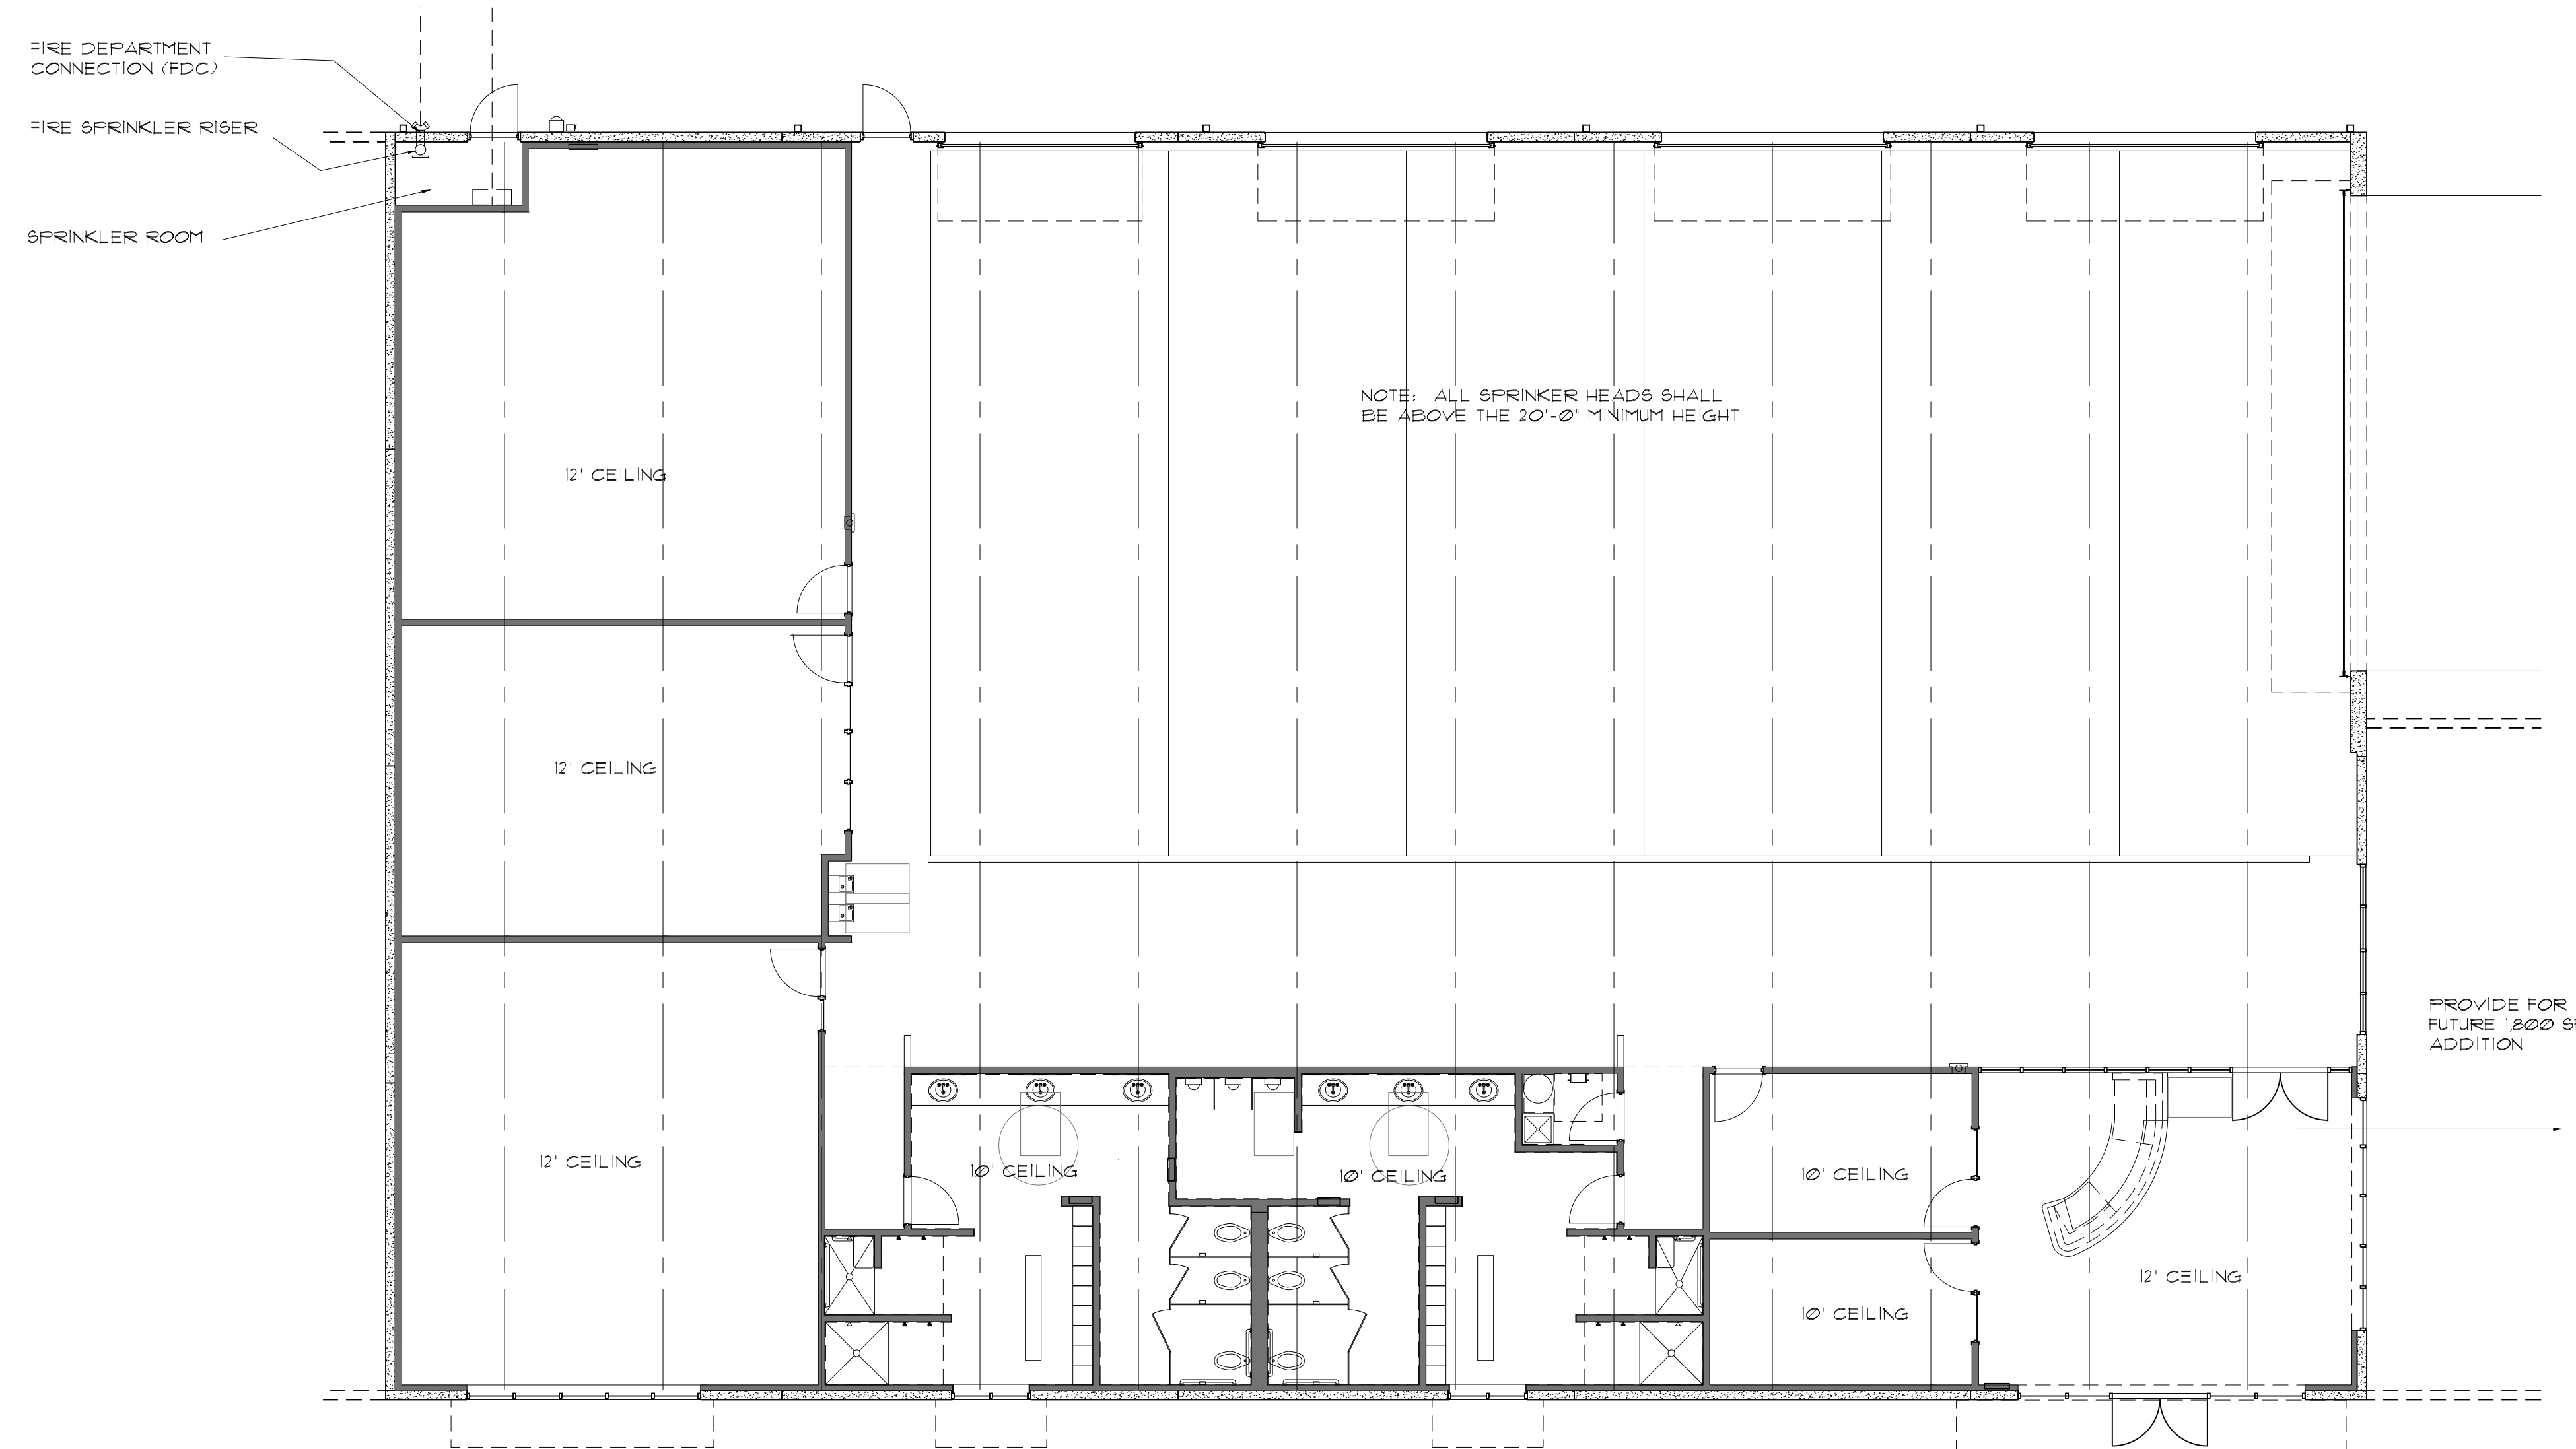 FIRE DEPARTMENT
CONNECTION (FDC)
FIRE SPRINKLER RISER
SPRINKLER ROOM
NOTE: ALL SPRINKER HEADS SHALL
BE ABOVE THE 20'-0" MINIMUM HEIGHT
12' CEILING
12' CEILING
PROVIDE FOR
FUTURE 1,800
ADDITION
12' CEILING
10' CEILING
10' CEILING
10' CEILING
12' CEILING
10' CEILING